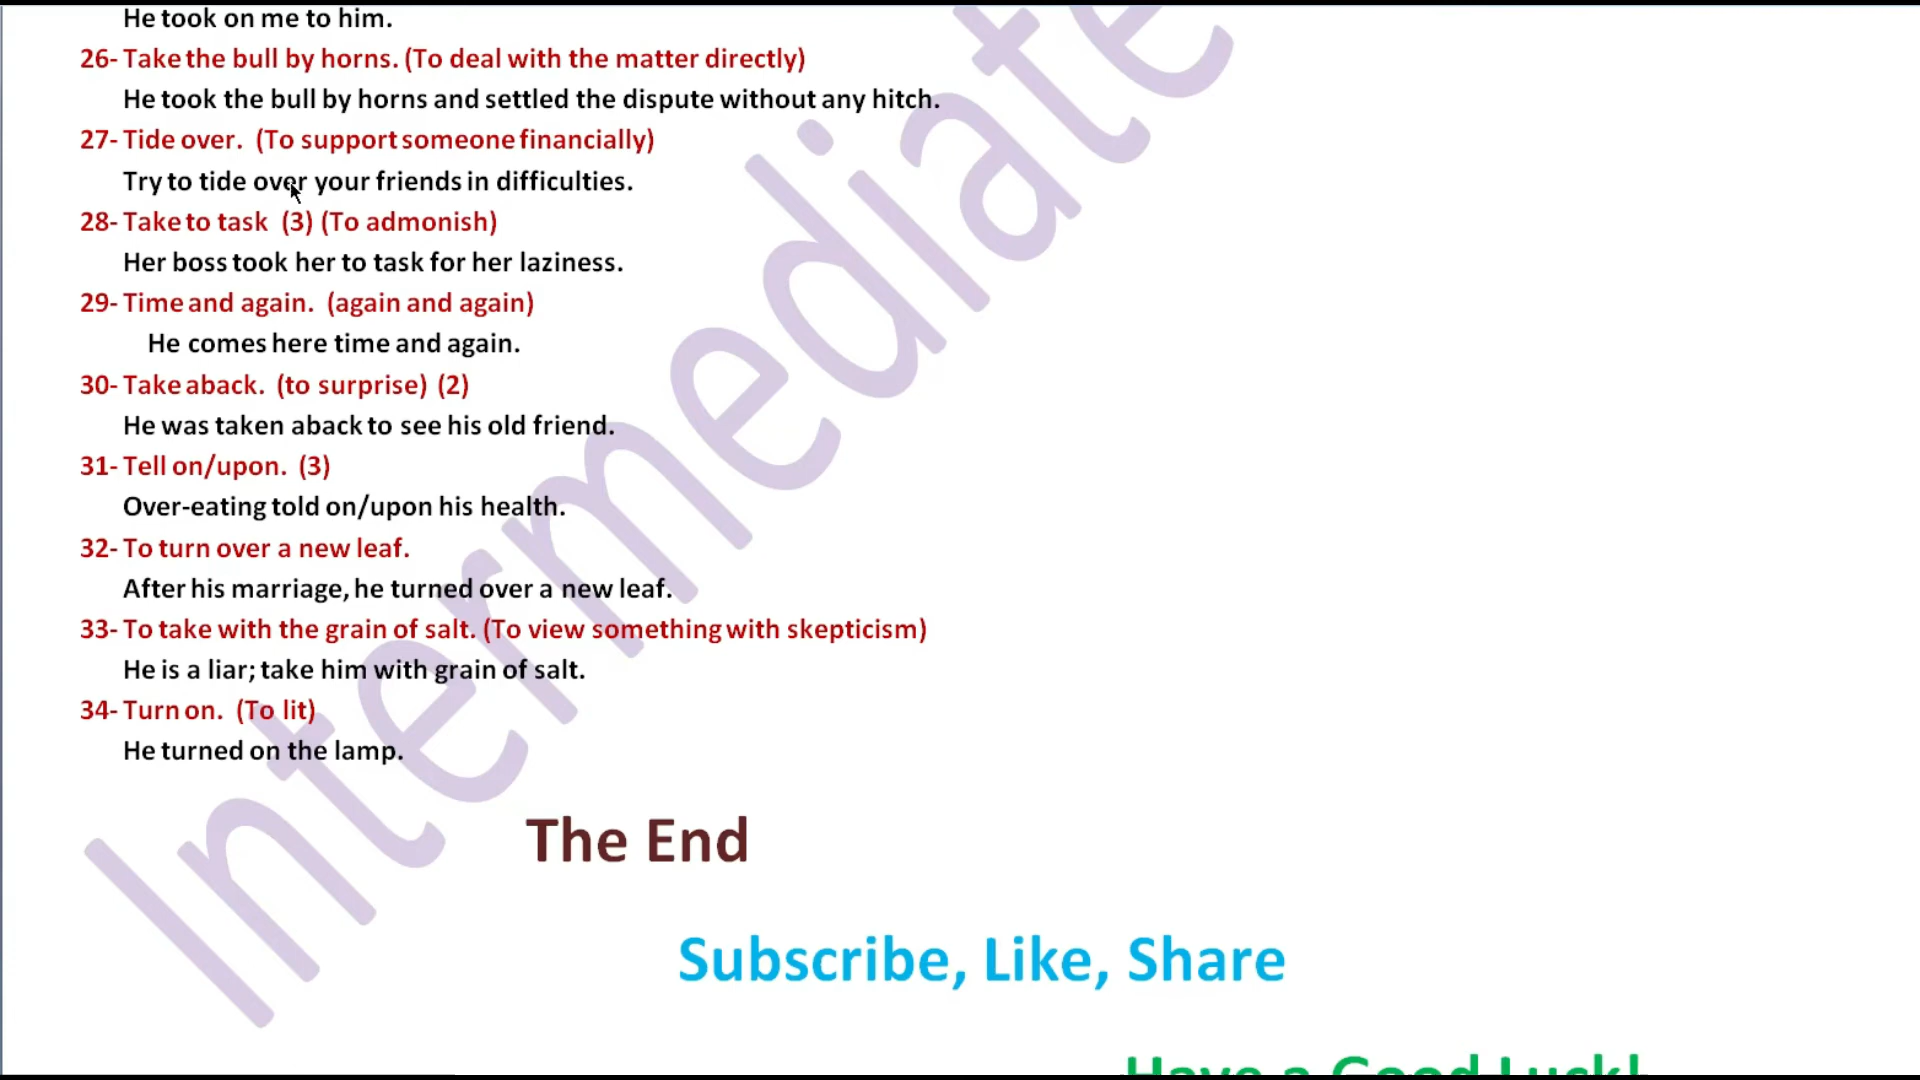 He took on me to him.
26- Take the bull by horns. (To deal with the matter directly)
He took the bull by horns and settled the dispute without any hitch.
27- Tide over. (To support someone financially)
Try to tide over your friends in difficulties.
28- Take to task (3) (To admonish)
Her boss took her to task for her laziness.
29- Time and again. (again and again)
He comes here time and again.
30- Take aback. (to surprise) (2)
He was taken aback to see his old friend.
31- Tell on/upon. (3)
Over-eating told on/upon his health.
32- To turn over a new leaf.
After his marriage, he turned over a new leaf.
33- To take with the grain of salt. (To view something with skepticism)
He is a liar; take him with grain of salt.
34- Turn on. (To lit)
He turned on the lamp.
The End
Subscribe, Like, Share
Have a Good Luck!
Intermediate